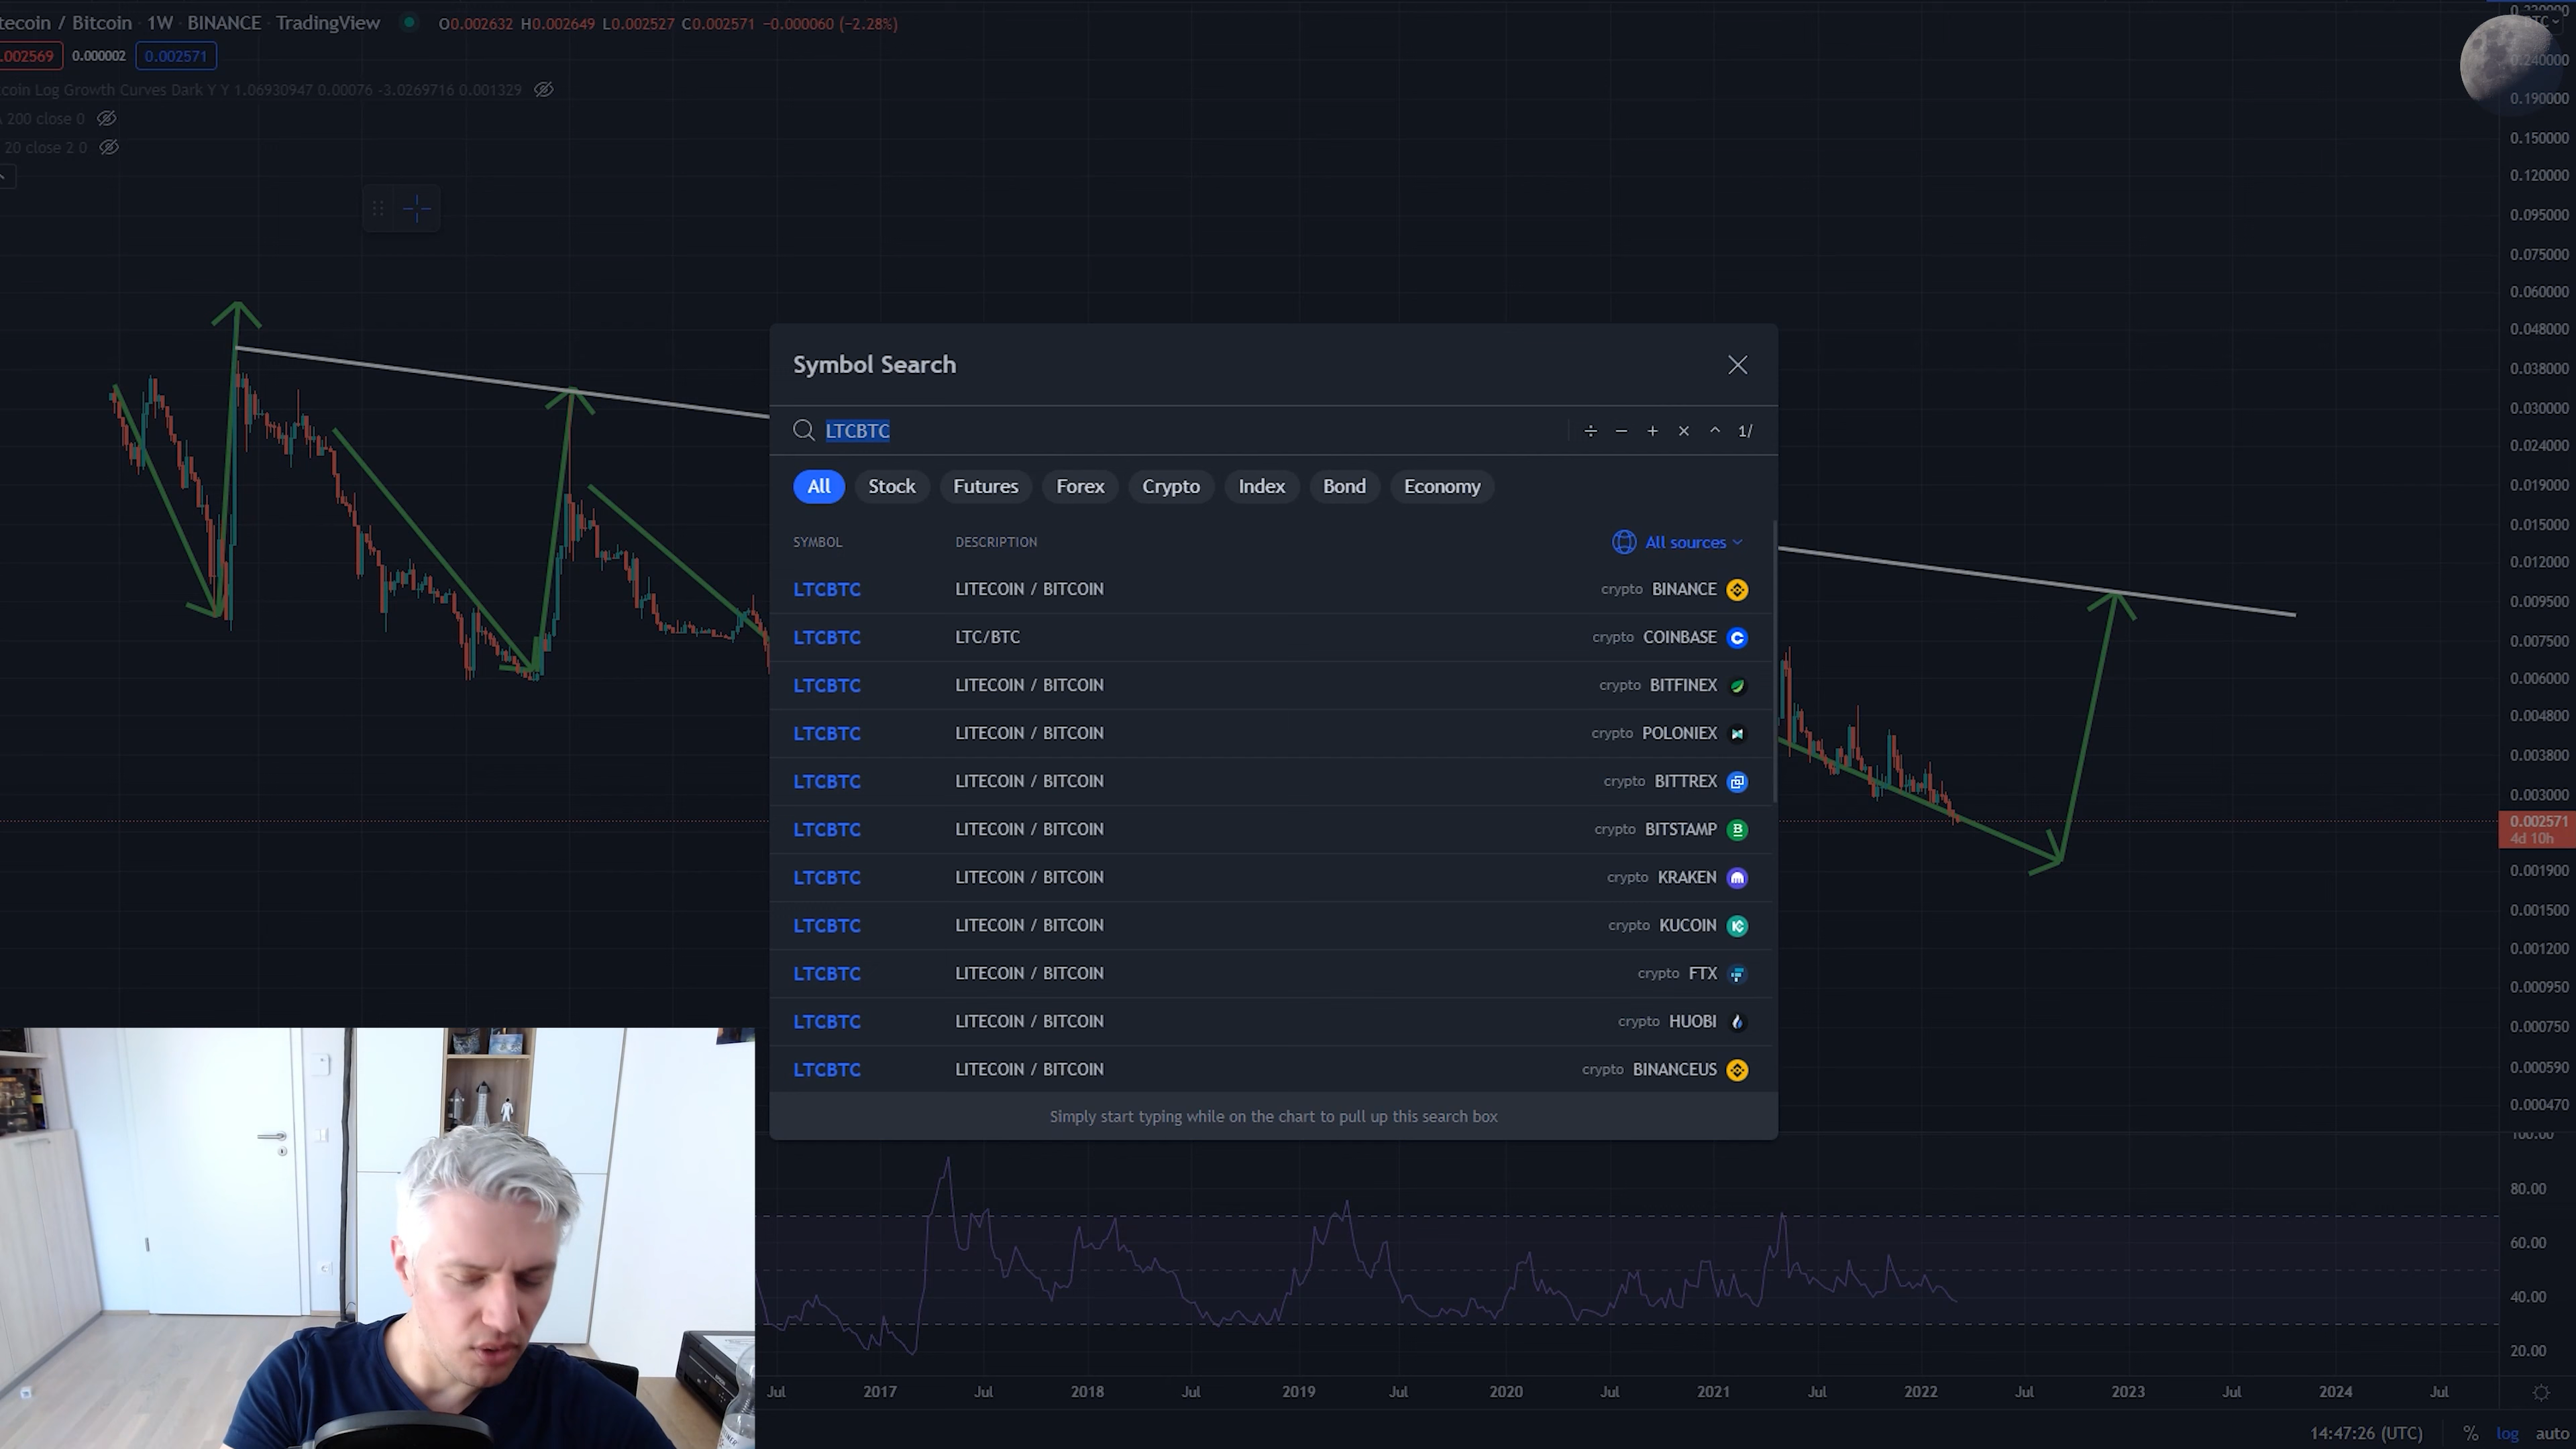 tecoin / Bitcoin · 1W · BINANCE · TradingView O0.002632 H0.002649 L0.002527 C0.002571 −0.000060 (−2.28%)
.002569 0.000002 0.002571
coin Log Growth Curves Dark Y Y 1.06930947 0.00076 -3.0269716 0.001329
200 close 0
20 close 2 0
0.240000
0.190000
0.150000
0.120000
0.095000
0.075000
0.060000
0.048000
0.038000
0.030000
0.024000
0.019000
0.015000
0.012000
0.009500
0.007500
0.006000
0.004800
0.003800
0.003000
0.002571
4d 10h
0.001900
0.001500
0.001200
0.000950
0.000750
0.000590
0.000470
100.00
80.00
60.00
40.00
20.00
Symbol Search
LTCBTC ÷ − + × ^ 1/
All Stock Futures Forex Crypto Index Bond Economy
SYMBOL DESCRIPTION All sources
LTCBTC LITECOIN / BITCOIN crypto BINANCE
LTCBTC LTC/BTC crypto COINBASE
LTCBTC LITECOIN / BITCOIN crypto BITFINEX
LTCBTC LITECOIN / BITCOIN crypto POLONIEX
LTCBTC LITECOIN / BITCOIN crypto BITTREX
LTCBTC LITECOIN / BITCOIN crypto BITSTAMP
LTCBTC LITECOIN / BITCOIN crypto KRAKEN
LTCBTC LITECOIN / BITCOIN crypto KUCOIN
LTCBTC LITECOIN / BITCOIN crypto FTX
LTCBTC LITECOIN / BITCOIN crypto HUOBI
LTCBTC LITECOIN / BITCOIN crypto BINANCEUS
Simply start typing while on the chart to pull up this search box
Jul 2017 Jul 2018 Jul 2019 Jul 2020 Jul 2021 Jul 2022 Jul 2023 Jul 2024 Jul
14:47:26 (UTC) % log auto